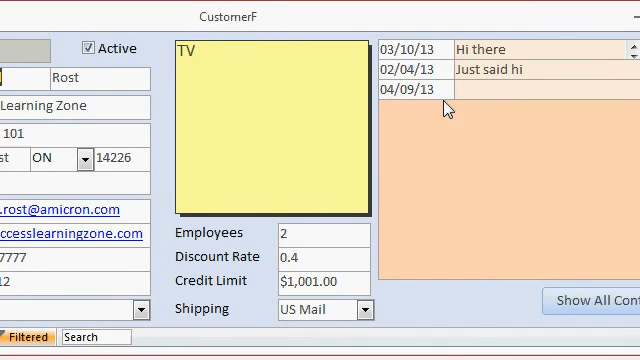 CustomerF
Active
TV
03/10/13 Hi there
02/04/13 Just said hi
04/09/13
Rost
Learning Zone
101
st ON 14226
.rost@amicron.com
ccesslearningzone.com
7777
12
Employees 2
Discount Rate 0.4
Credit Limit $1,001.00
Shipping US Mail
Show All Cont
Filtered Search